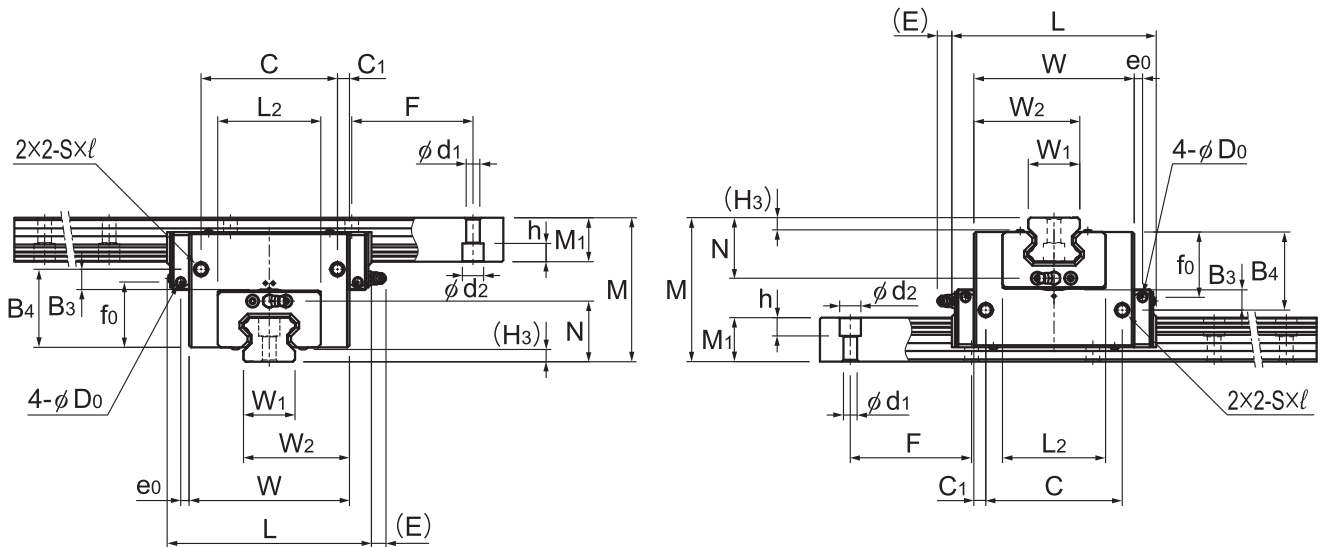 C
C1
L2
F
2×2-S×ℓ
φd1
h
M1
M
B4
B3
f0
φd2
N
(H3)
4-φD0
W1
W2
e0
W
L
(E)
(E)
L
W
e0
W2
W1
4-φD0
(H3)
N
M
h
φd2
M1
f0
B3
B4
φd1
2×2-S×ℓ
F
L2
C1
C